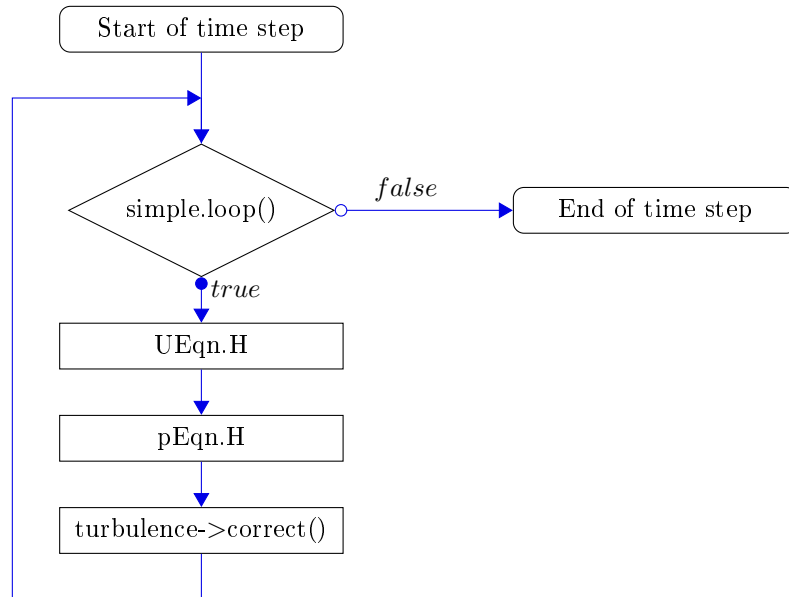 Start of time step
simple.loop()
false
End of time step
true
UEqn.H
pEqn.H
turbulence->correct()